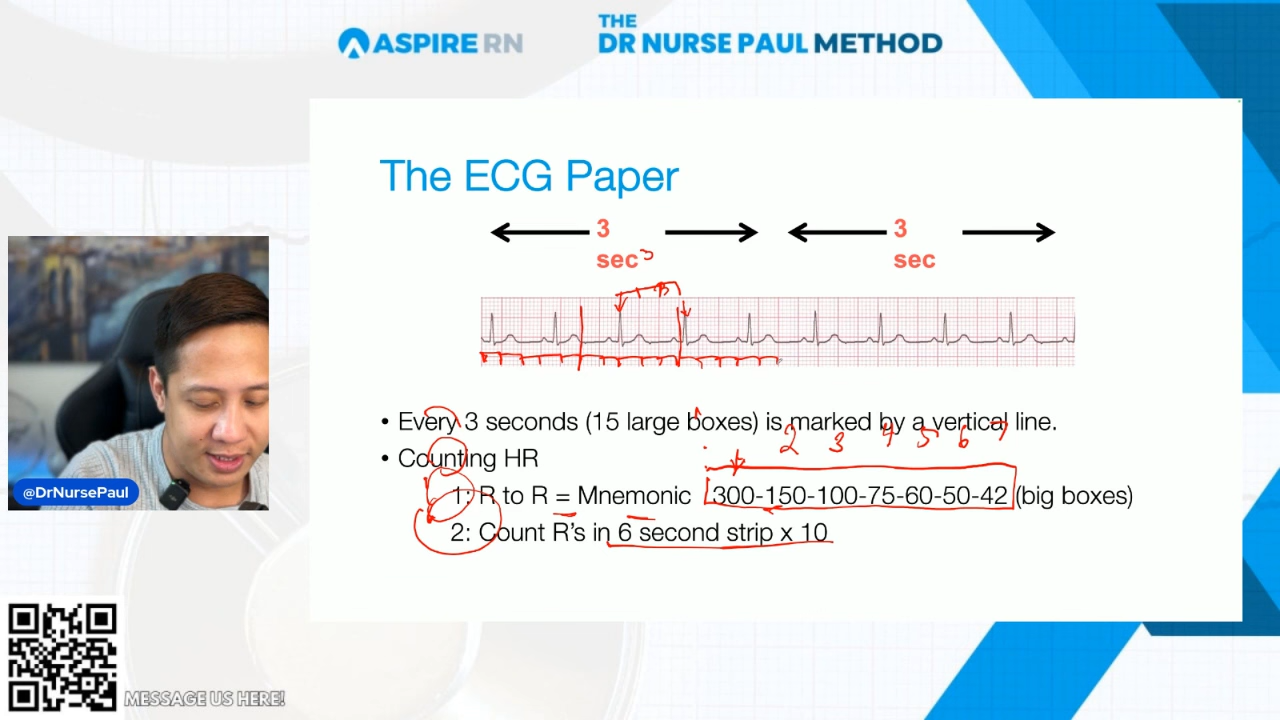 ASPIRE RN
THE
DR NURSE PAUL METHOD
The ECG Paper
3
sec
3
sec
• Every 3 seconds (15 large boxes) is marked by a vertical line.
2 3 4 5 6 7
• Counting HR
1: R to R = Mnemonic 300-150-100-75-60-50-42 (big boxes)
2: Count R's in 6 second strip x 10
@DrNursePaul
MESSAGE US HERE!